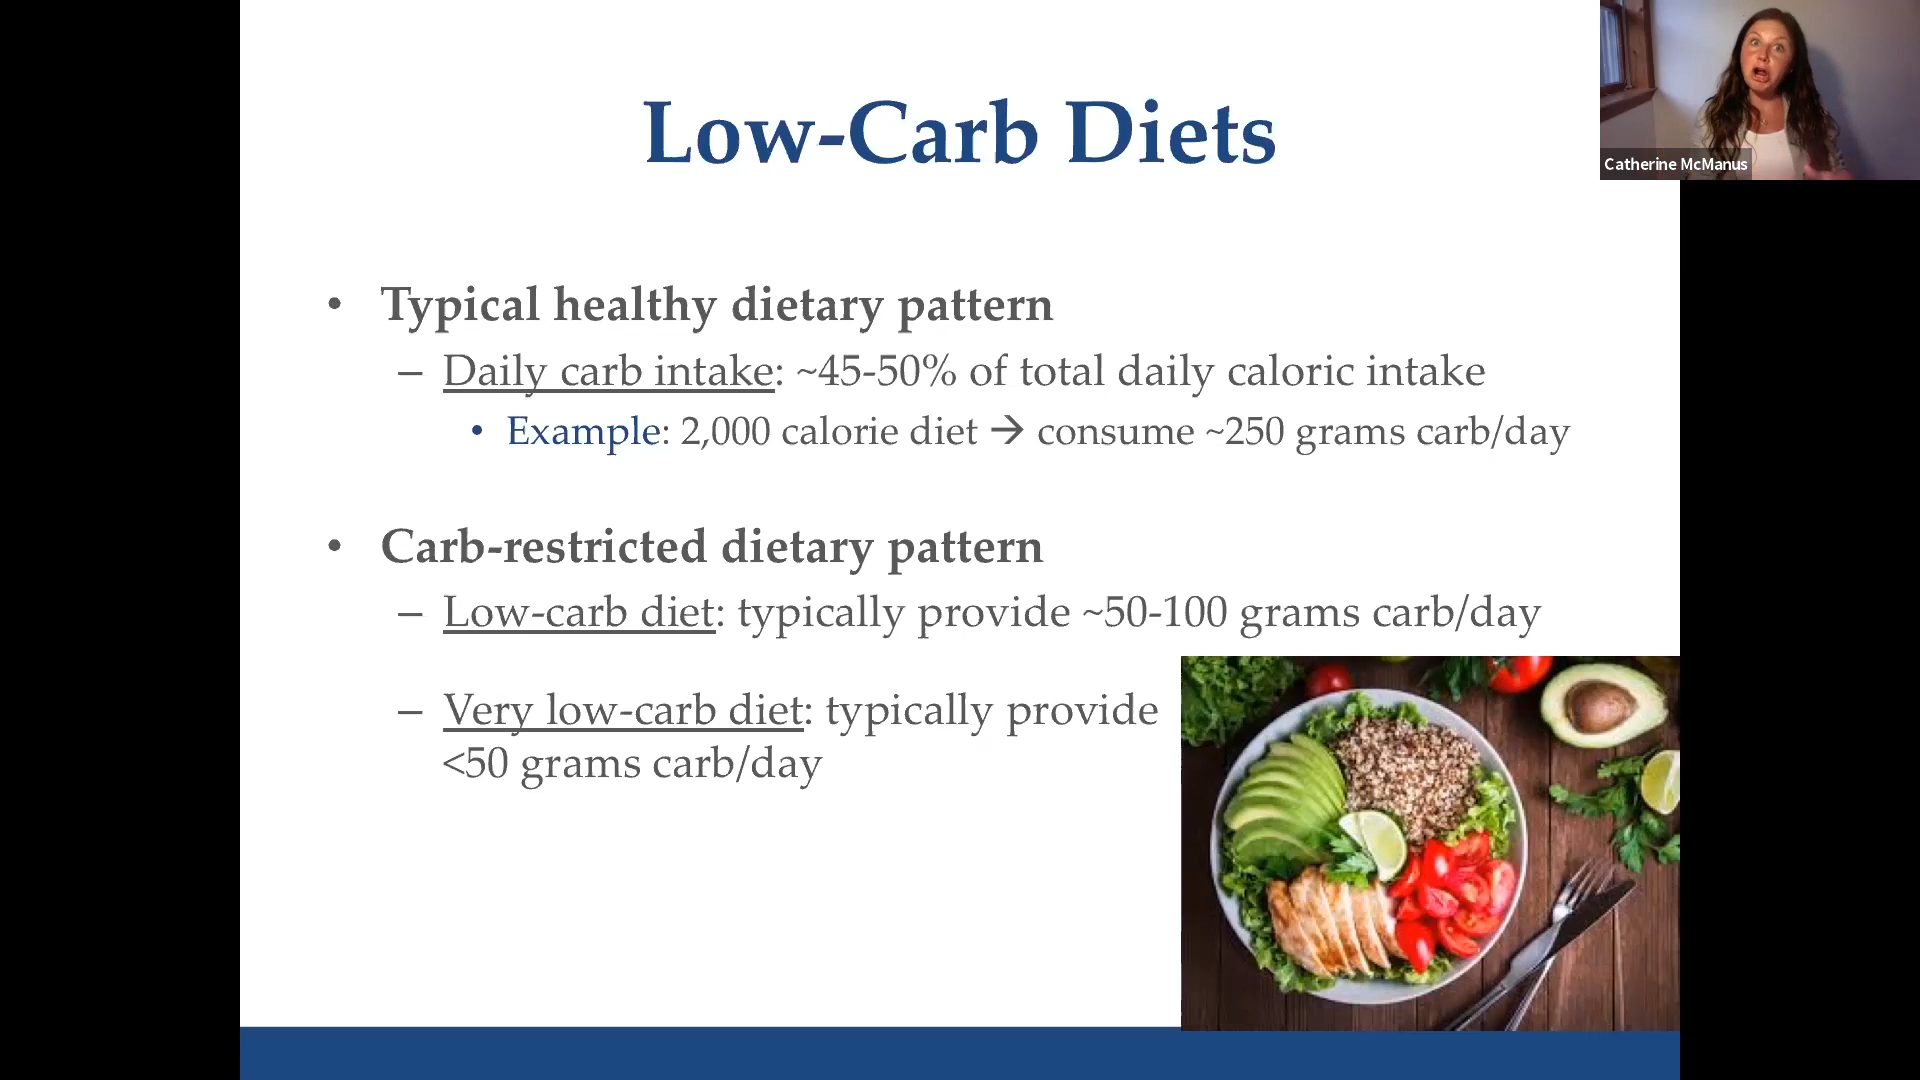 Low-Carb Diets
Catherine McManus
• Typical healthy dietary pattern
– Daily carb intake: ~45-50% of total daily caloric intake
• Example: 2,000 calorie diet → consume ~250 grams carb/day
• Carb-restricted dietary pattern
– Low-carb diet: typically provide ~50-100 grams carb/day
– Very low-carb diet: typically provide
<50 grams carb/day